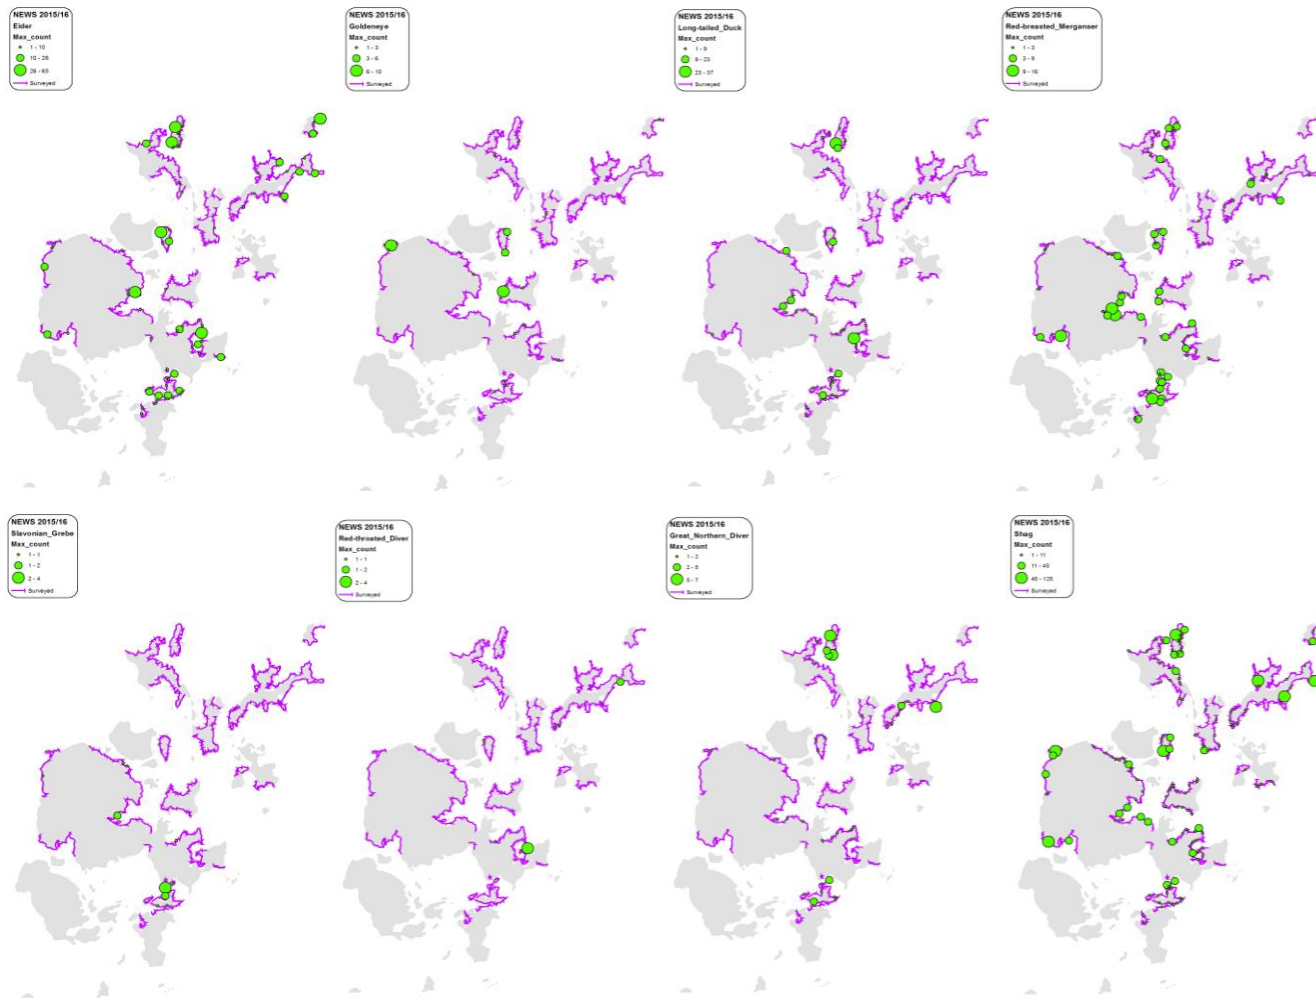 NEWS 2015/16
Eider
Max_count
1 - 10
10 - 26
26 - 65
Surveyed
NEWS 2015/16
Goldeneye
Max_count
1 - 3
3 - 6
6 - 10
Surveyed
NEWS 2015/16
Long-tailed_Duck
Max_count
1 - 9
9 - 23
23 - 37
Surveyed
NEWS 2015/16
Red-breasted_Merganser
Max_count
1 - 3
3 - 9
9 - 16
Surveyed
NEWS 2015/16
Slavonian_Grebe
Max_count
1 - 1
1 - 2
2 - 4
Surveyed
NEWS 2015/16
Red-throated_Diver
Max_count
1 - 1
1 - 2
2 - 4
Surveyed
NEWS 2015/16
Great_Northern_Diver
Max_count
1 - 2
2 - 5
5 - 7
Surveyed
NEWS 2015/16
Shag
Max_count
1 - 11
11 - 45
Surveyed